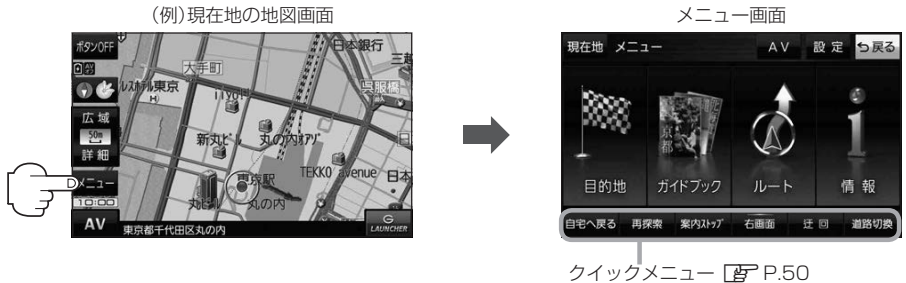 (例)現在地の地図画面
ボタンOFF
AV
オフ
広域
50m
詳細
メニュー
10:00
AV
東京都千代田区丸の内
G
LAUNCHER
日本銀行
大手町
呉服橋
東京
新丸ビル
丸の内オアゾ
TEKKO avenue
東京駅
丸ビル
丸の内
メニュー画面
現在地 メニュー AV 設定 戻る
目的地 ガイドブック ルート 情報
京都
自宅へ戻る 再探索 案内ストップ 右画面 迂回 道路切換
クイックメニュー P.50